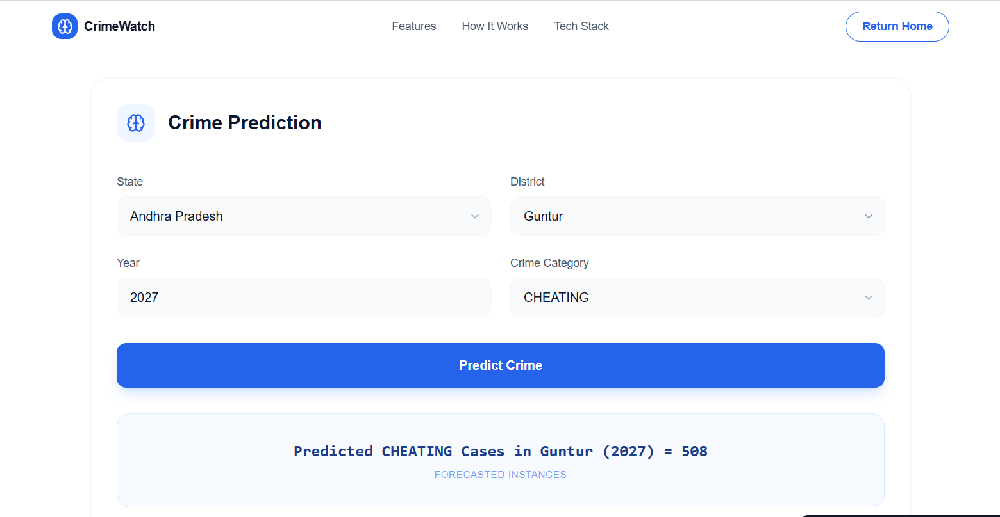 CrimeWatch
Features
How It Works
Tech Stack
Return Home
Crime Prediction
State
District
Andhra Pradesh
Guntur
Year
Crime Category
2027
CHEATING
Predict Crime
Predicted CHEATING Cases in Guntur (2027) = 508
FORECASTED INSTANCES